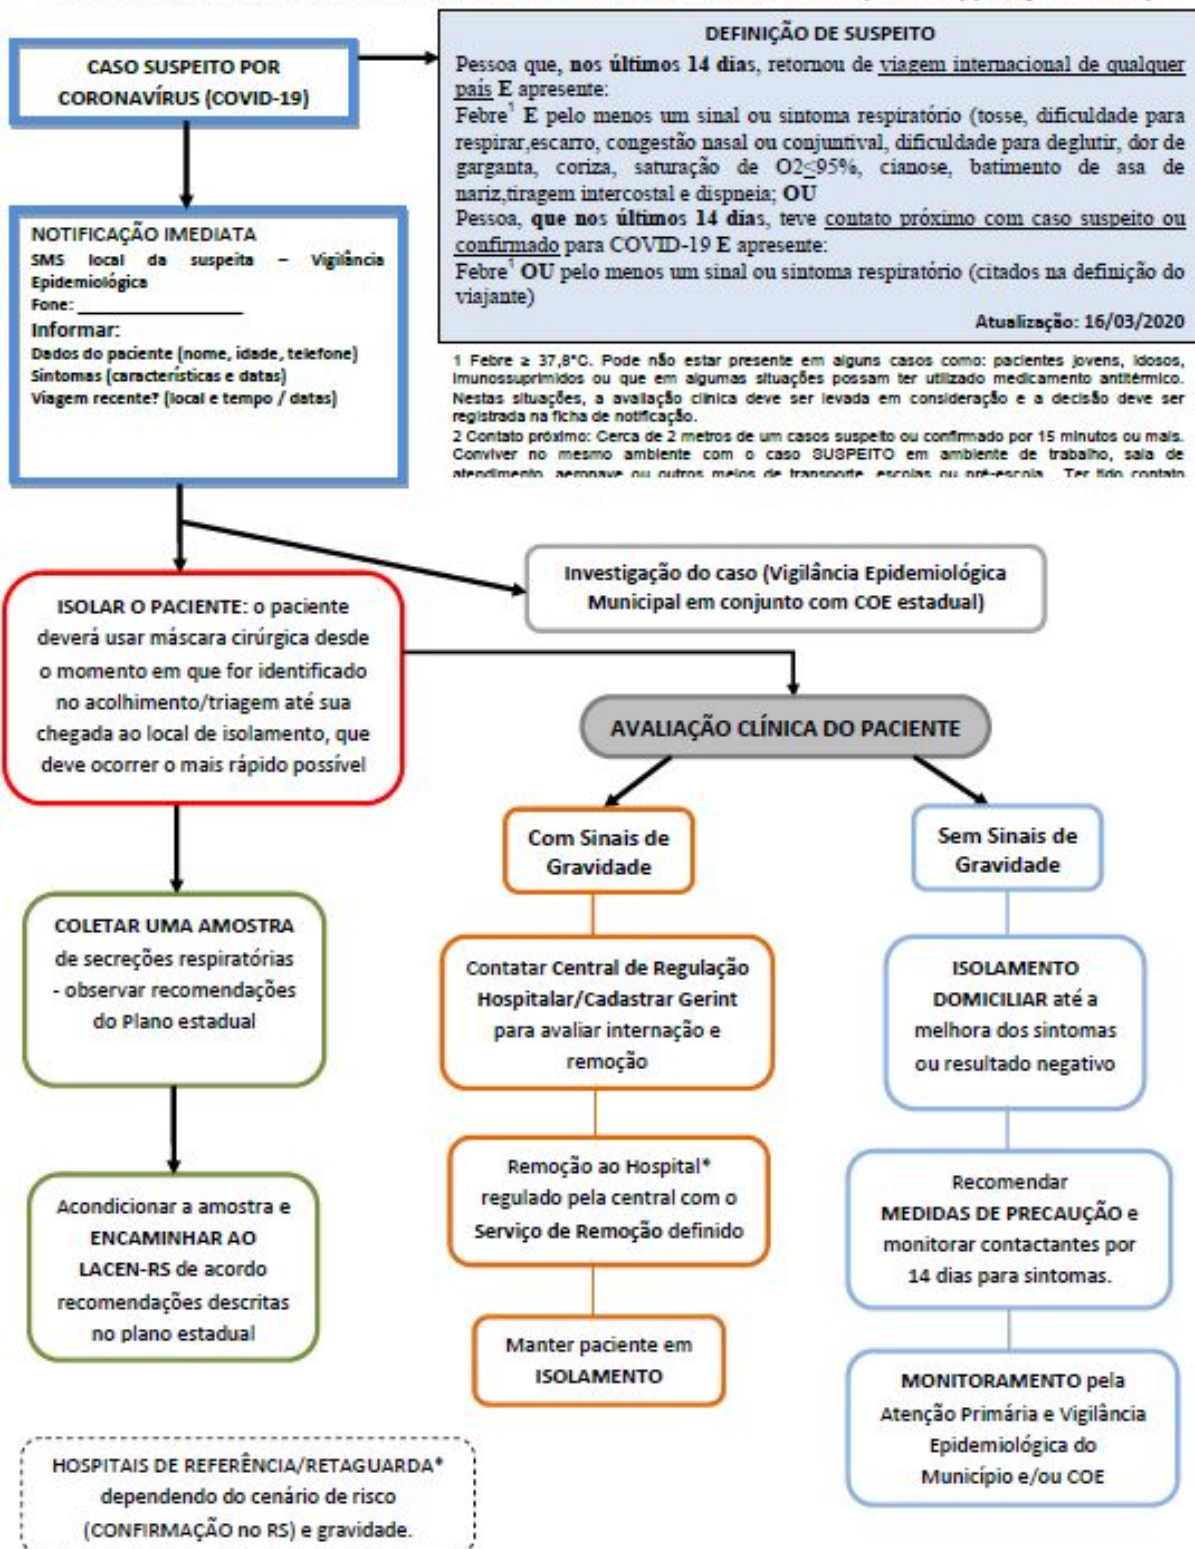 CASO SUSPEITO POR
CORONAVÍRUS (COVID-19)
DEFINIÇÃO DE SUSPEITO
Pessoa que, nos últimos 14 dias, retornou de viagem internacional de qualquer
país E apresente:
Febre¹ E pelo menos um sinal ou sintoma respiratório (tosse, dificuldade para
respirar,escarro, congestão nasal ou conjuntival, dificuldade para deglutir, dor de
garganta, coriza, saturação de O2≤95%, cianose, batimento de asa de
nariz,tiragem intercostal e dispneia; OU
Pessoa, que nos últimos 14 dias, teve contato próximo com caso suspeito ou
confirmado para COVID-19 E apresente:
Febre¹ OU pelo menos um sinal ou sintoma respiratório (citados na definição do
viajante)
Atualização: 16/03/2020
NOTIFICAÇÃO IMEDIATA
SMS local da suspeita – Vigilância
Epidemiológica
Fone: ____________________
Informar:
Dados do paciente (nome, idade, telefone)
Sintomas (características e datas)
Viagem recente? (local e tempo / datas)
1 Febre ≥ 37,8°C. Pode não estar presente em alguns casos como: pacientes jovens, idosos,
imunossuprimidos ou que em algumas situações possam ter utilizado medicamento antitérmico.
Nestas situações, a avaliação clínica deve ser levada em consideração e a decisão deve ser
registrada na ficha de notificação.
2 Contato próximo: Cerca de 2 metros de um casos suspeito ou confirmado por 15 minutos ou mais.
Conviver no mesmo ambiente com o caso SUSPEITO em ambiente de trabalho, sala de
atendimento, aeronave ou outros meios de transporte, escolas ou pré-escola. Ter tido contato
Investigação do caso (Vigilância Epidemiológica
Municipal em conjunto com COE estadual)
ISOLAR O PACIENTE: o paciente
deverá usar máscara cirúrgica desde
o momento em que for identificado
no acolhimento/triagem até sua
chegada ao local de isolamento, que
deve ocorrer o mais rápido possível
AVALIAÇÃO CLÍNICA DO PACIENTE
Com Sinais de
Gravidade
Sem Sinais de
Gravidade
COLETAR UMA AMOSTRA
de secreções respiratórias
- observar recomendações
do Plano estadual
Contatar Central de Regulação
Hospitalar/Cadastrar Gerint
para avaliar internação e
remoção
ISOLAMENTO
DOMICILIAR até a
melhora dos sintomas
ou resultado negativo
Acondicionar a amostra e
ENCAMINHAR AO
LACEN-RS de acordo
recomendações descritas
no plano estadual
Remoção ao Hospital*
regulado pela central com o
Serviço de Remoção definido
Recomendar
MEDIDAS DE PRECAUÇÃO e
monitorar contactantes por
14 dias para sintomas.
Manter paciente em
ISOLAMENTO
MONITORAMENTO pela
Atenção Primária e Vigilância
Epidemiológica do
Município e/ou COE
HOSPITAIS DE REFERÊNCIA/RETAGUARDA*
dependendo do cenário de risco
(CONFIRMAÇÃO no RS) e gravidade.